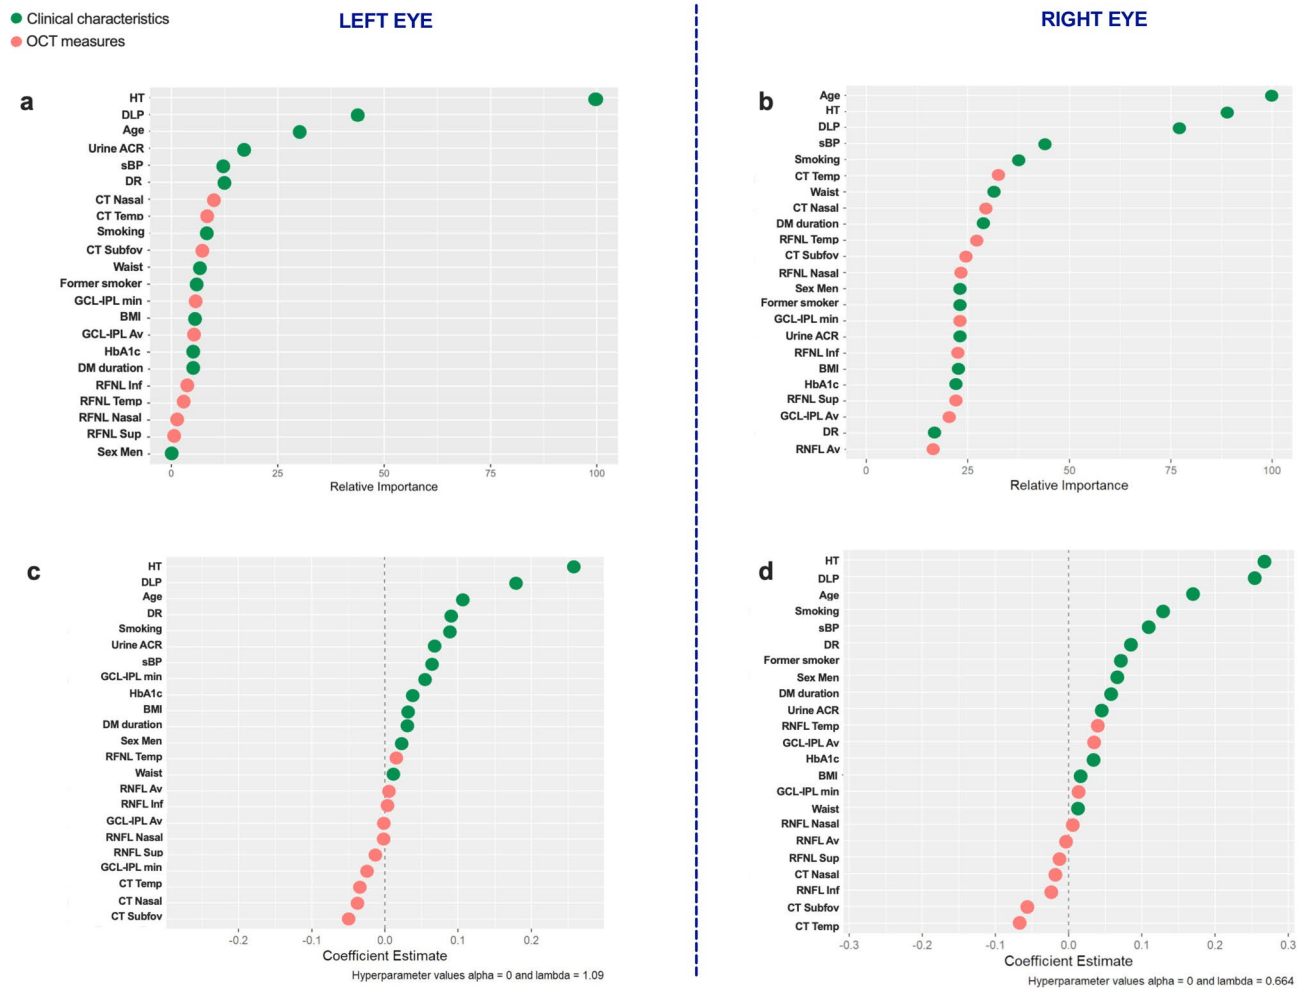 Clinical characteristics
OCT measures
LEFT EYE
RIGHT EYE
a
HT
DLP
Age
Urine ACR
sBP
DR
CT Nasal
CT Temp
Smoking
CT Subfov
Waist
Former smoker
GCL-IPL min
BMI
GCL-IPL Av
HbA1c
DM duration
RFNL Inf
RFNL Temp
RFNL Nasal
RFNL Sup
Sex Men
0 25 50 75 100
Relative Importance
b
Age
HT
DLP
sBP
Smoking
CT Temp
Waist
CT Nasal
DM duration
RFNL Temp
CT Subfov
RFNL Nasal
Sex Men
Former smoker
GCL-IPL min
Urine ACR
RFNL Inf
BMI
HbA1c
RFNL Sup
GCL-IPL Av
DR
RNFL Av
0 25 50 75 100
Relative Importance
c
HT
DLP
Age
DR
Smoking
Urine ACR
sBP
GCL-IPL min
HbA1c
BMI
DM duration
Sex Men
RFNL Temp
Waist
RNFL Av
RNFL Inf
GCL-IPL Av
RNFL Nasal
RNFL Sup
GCL-IPL min
CT Temp
CT Nasal
CT Subfov
-0.2 -0.1 0.0 0.1 0.2
Coefficient Estimate
Hyperparameter values alpha = 0 and lambda = 1.09
d
HT
DLP
Age
Smoking
sBP
DR
Former smoker
Sex Men
DM duration
Urine ACR
RNFL Temp
GCL-IPL Av
HbA1c
BMI
GCL-IPL min
Waist
RNFL Nasal
RNFL Av
RFNL Sup
CT Nasal
RNFL Inf
CT Subfov
CT Temp
-0.3 -0.2 -0.1 0.0 0.1 0.2 0.3
Coefficient Estimate
Hyperparameter values alpha = 0 and lambda = 0.664